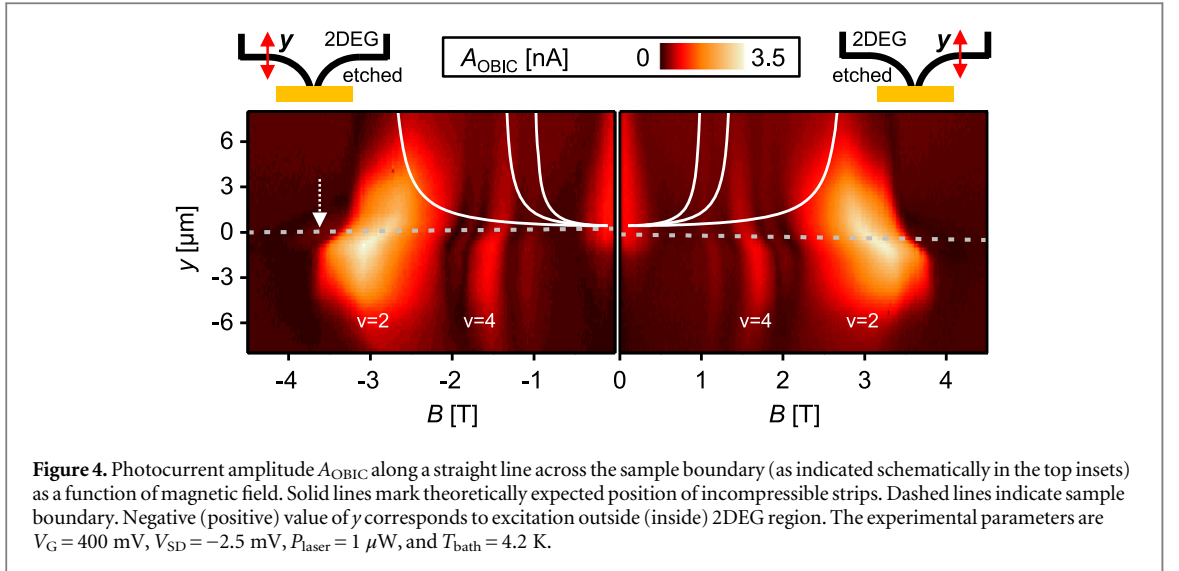 y 2DEG
etched
A_OBIC [nA] 0 3.5
2DEG y
etched
6
3
0
-3
-6
y [µm]
ν=2 ν=4
ν=4 ν=2
-4 -3 -2 -1 0 1 2 3 4
B [T] B [T]
Figure 4. Photocurrent amplitude A_OBIC along a straight line across the sample boundary (as indicated schematically in the top insets)
as a function of magnetic field. Solid lines mark theoretically expected position of incompressible strips. Dashed lines indicate sample
boundary. Negative (positive) value of y corresponds to excitation outside (inside) 2DEG region. The experimental parameters are
V_G = 400 mV, V_SD = −2.5 mV, P_laser = 1 μW, and T_bath = 4.2 K.